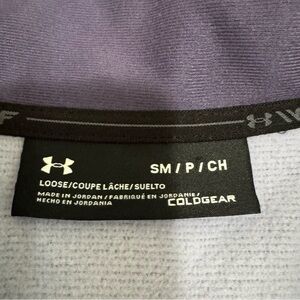 SM / P / CH
LOOSE/COUPE LÂCHE/SUELTO
MADE IN JORDAN / FABRIQUÉ EN JORDANIE/
HECHO EN JORDANIA
COLDGEAR